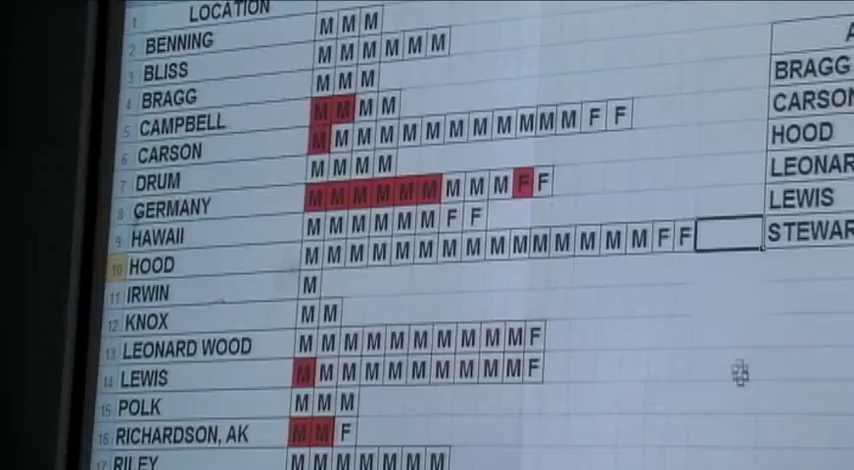 1 LOCATION
2 BENNING M M M
3 BLISS M M M M M M
4 BRAGG M M M
5 CAMPBELL M M M M
6 CARSON M M M M M M M M M M M M F F
7 DRUM M M M M
8 GERMANY M M M M M M M M M F F
9 HAWAII M M M M M M F F
10 HOOD M M M M M M M M M M M M M M M F F
11 IRWIN M
12 KNOX M M
13 LEONARD WOOD M M M M M M M M M M F
14 LEWIS M M M M M M M M M M F
15 POLK M M M
16 RICHARDSON, AK M M F
17 RILEY M M M M M M M
A
BRAGG
CARSON
HOOD
LEONAR
LEWIS
STEWAR